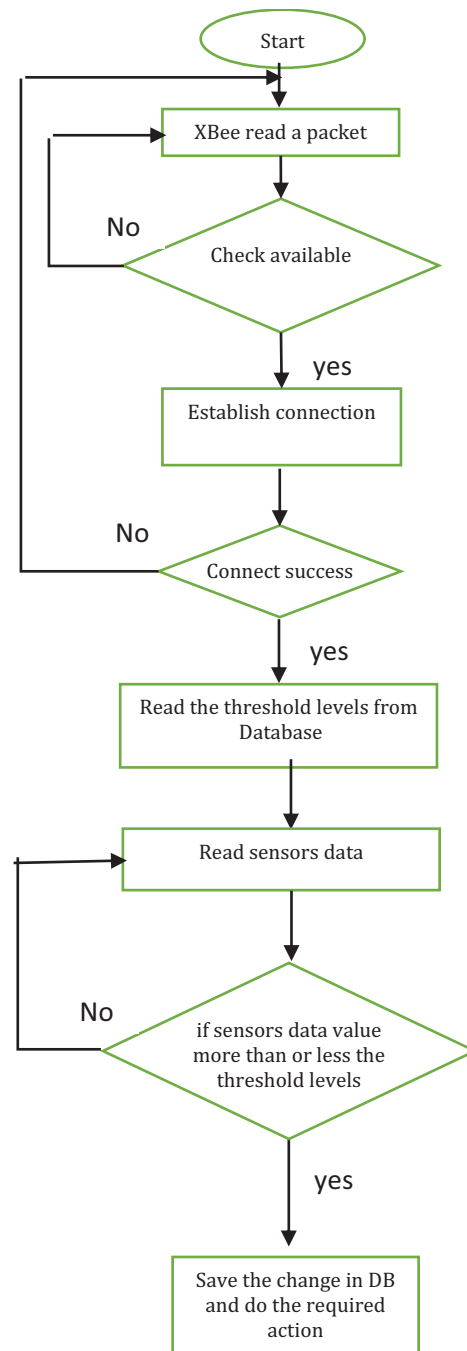 Start
XBee read a packet
No
Check available
yes
Establish connection
No
Connect success
yes
Read the threshold levels from
Database
Read sensors data
No
if sensors data value
more than or less the
threshold levels
yes
Save the change in DB
and do the required
action